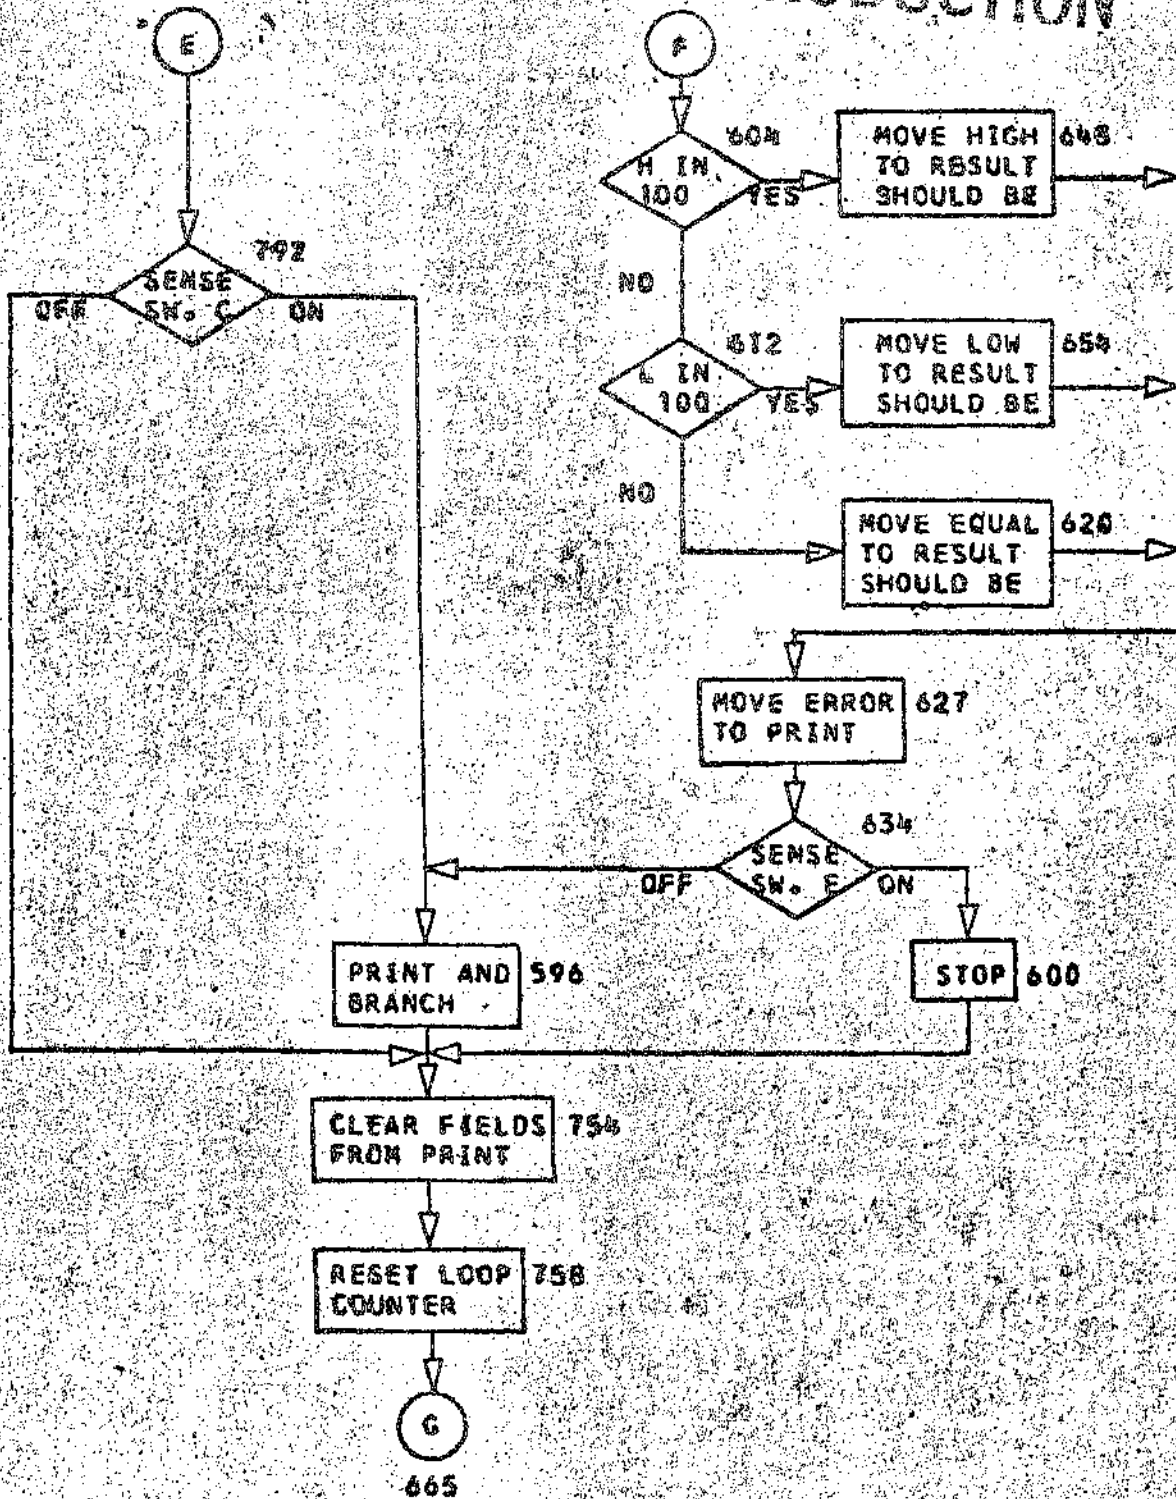 E
F
604
H IN
100
YES
MOVE HIGH
TO RESULT
SHOULD BE
648
NO
792
SENSE
SW. C
OFF
ON
612
L IN
100
YES
MOVE LOW
TO RESULT
SHOULD BE
654
NO
MOVE EQUAL
TO RESULT
SHOULD BE
620
MOVE ERROR
TO PRINT
627
634
SENSE
SW. E
OFF
ON
PRINT AND
BRANCH
596
STOP
600
CLEAR FIELDS
FROM PRINT
754
RESET LOOP
COUNTER
758
G
665